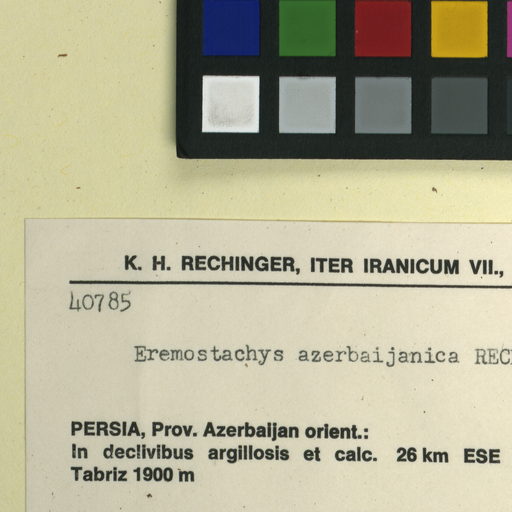 K. H. RECHINGER, ITER IRANICUM VII.,
40785
Eremostachys azerbaijanica REC
PERSIA, Prov. Azerbaijan orient.:
In declivibus argillosis et calc. 26 km ESE
Tabriz 1900 m